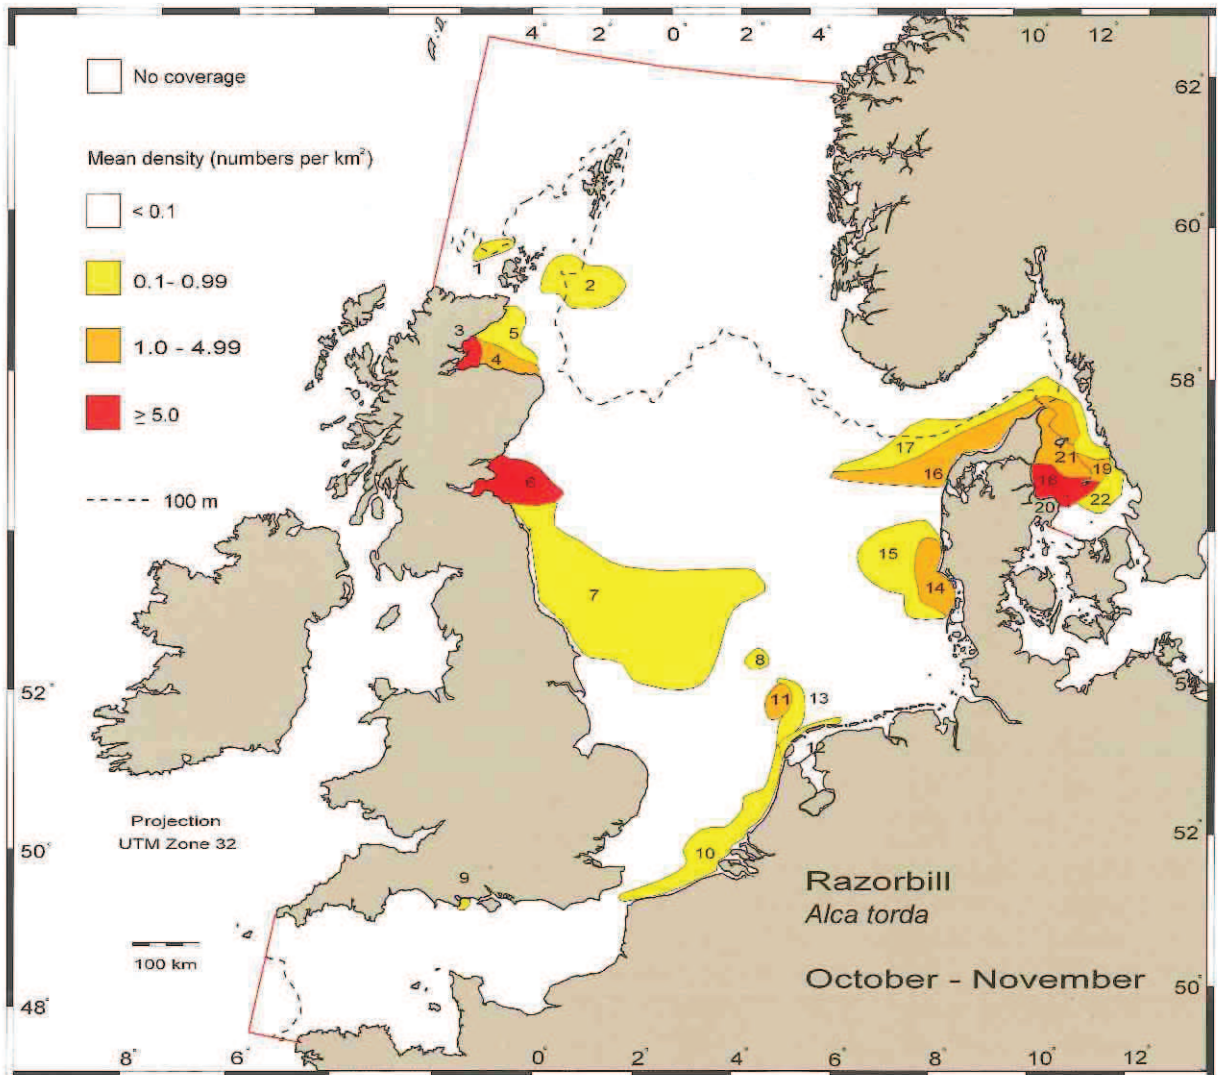 4° 2° 0° 2° 4° 10° 12°
No coverage
62°
Mean density (numbers per km²)
< 0.1
60°
1
0.1- 0.99
2
3
5
1.0 - 4.99
4
58°
≥ 5.0
17
21
19
16
18
6
22
100 m
20
15
14
7
8
52°
11
13
12
Projection
UTM Zone 32
52°
50°
10
9
Razorbill
Alca torda
100 km
October - November
48°
50°
8° 6° 0° 2° 4° 6° 8° 10° 12°